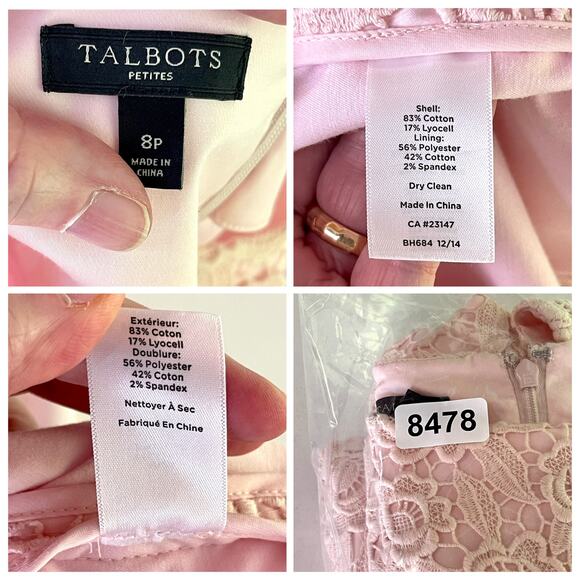 TALBOTS
PETITES
8P
MADE IN
CHINA
Shell:
83% Cotton
17% Lyocell
Lining:
56% Polyester
42% Cotton
2% Spandex
Dry Clean
Made In China
CA #23147
BH684 12/14
Extérieur:
83% Coton
17% Lyocell
Doublure:
56% Polyester
42% Coton
2% Spandex
Nettoyer À Sec
Fabriqué En Chine
8478